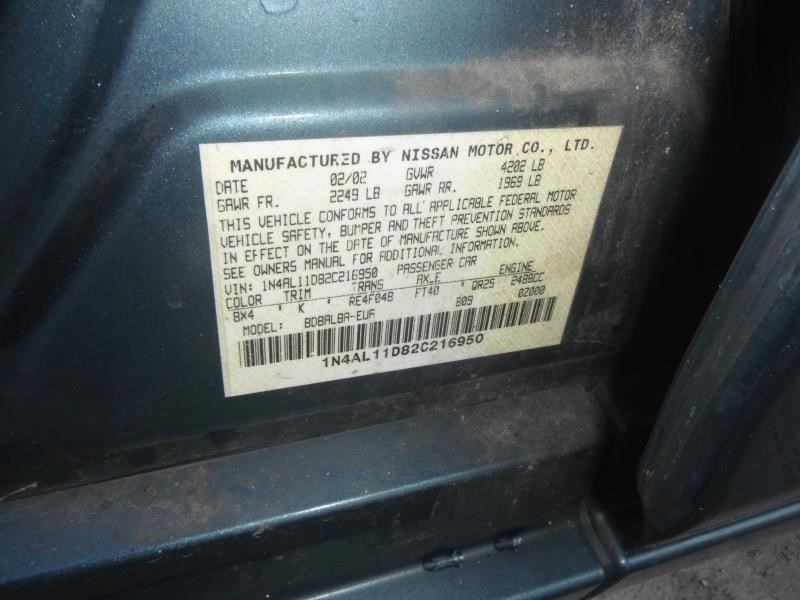 MANUFACTURED BY NISSAN MOTOR CO., LTD.
DATE 02/02 GVWR 4202 LB
GAWR FR. 2249 LB GAWR RR. 1969 LB
THIS VEHICLE CONFORMS TO ALL APPLICABLE FEDERAL MOTOR
VEHICLE SAFETY, BUMPER AND THEFT PREVENTION STANDARDS
IN EFFECT ON THE DATE OF MANUFACTURE SHOWN ABOVE.
SEE OWNERS MANUAL FOR ADDITIONAL INFORMATION.
VIN: 1N4AL11D82C216950 PASSENGER CAR
COLOR TRIM TRANS AXLE ENGINE
BX4 K RE4F04B FT40 QR25 2488CC
MODEL: BDBALBA-EUA B09 02000
1N4AL11D82C216950